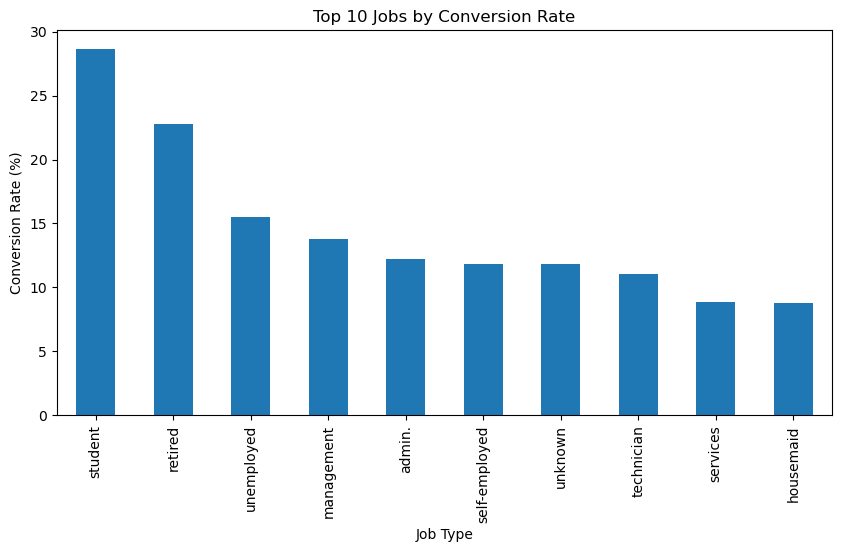 Top 10 Jobs by Conversion Rate
Conversion Rate (%)
30
25
20
15
10
5
0
student
retired
unemployed
management
admin.
self-employed
unknown
technician
services
housemaid
Job Type